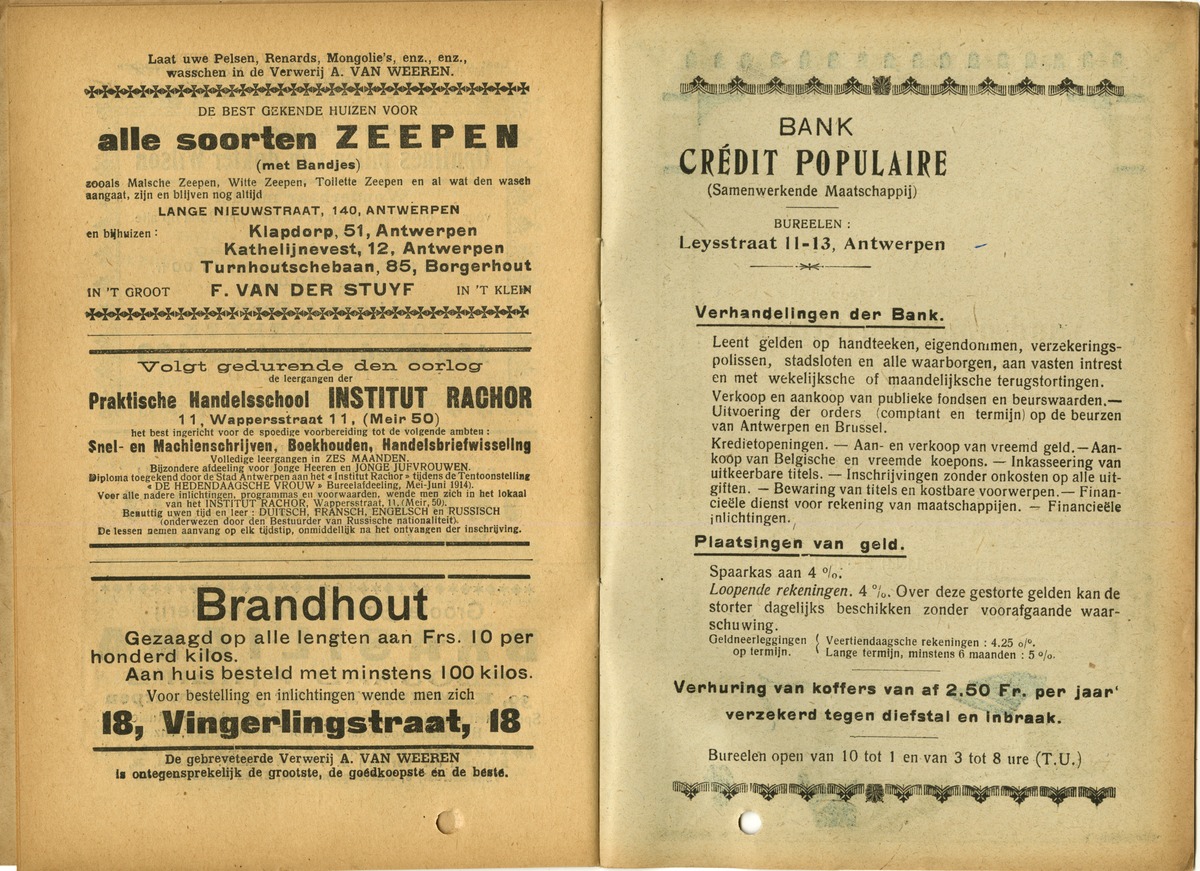 Laat uwe Pelsen, Renards, Mongolie's, enz., enz.,
wasschen in de Verwerij A. VAN WEEREN.
DE BEST GEKENDE HUIZEN VOOR
alle soorten ZEEPEN
(met Bandjes)
zooals Malsche Zeepen, Witte Zeepen, Toilette Zeepen en al wat den wasch
aangaat, zijn en blijven nog altijd
LANGE NIEUWSTRAAT, 140, ANTWERPEN
en bijhuizen : Klapdorp, 51, Antwerpen
Kathelijnevest, 12, Antwerpen
Turnhoutschebaan, 85, Borgerhout
IN 'T GROOT F. VAN DER STUYF IN 'T KLEIN
Volgt gedurende den oorlog
de leergangen der
Praktische Handelsschool INSTITUT RACHOR
11, Wappersstraat 11, (Meir 50)
het best ingericht voor de spoedige voorbereiding tot de volgende ambten :
Snel- en Machienschrijven, Boekhouden, Handelsbriefwisseling
Volledige leergangen in ZES MAANDEN.
Bijzondere afdeeling voor Jonge Heeren en JONGE JUFVROUWEN.
Diploma toegekend door de Stad Antwerpen aan het « Institut Rachor » tijdens de Tentoonstelling
« DE HEDENDAAGSCHE VROUW » Bureelafdeeling, Mei-Juni 1914).
Voor alle nadere inlichtingen, programmas en voorwaarden, wende men zich in het lokaal
van het INSTITUT RACHOR, Wappersstraat, 11, (Meir, 50).
Benuttig uwen tijd en leer : DUITSCH, FRANSCH, ENGELSCH en RUSSISCH
(onderwezen door den Bestuurder van Russische nationaliteit).
De lessen nemen aanvang op elk tijdstip, onmiddelijk na het ontvangen der inschrijving.
Brandhout
Gezaagd op alle lengten aan Frs. 10 per
honderd kilos.
Aan huis besteld met minstens 100 kilos.
Voor bestelling en inlichtingen wende men zich
18, Vingerlingstraat, 18
De gebreveteerde Verwerij A. VAN WEEREN
is ontegensprekelijk de grootste, de goedkoopste en de beste.
BANK
CRÉDIT POPULAIRE
(Samenwerkende Maatschappij)
BUREELEN :
Leysstraat 11-13, Antwerpen
Verhandelingen der Bank.
Leent gelden op handteeken, eigendommen, verzekerings-
polissen, stadsloten en alle waarborgen, aan vasten intrest
en met wekelijksche of maandelijksche terugstortingen.
Verkoop en aankoop van publieke fondsen en beurswaarden.—
Uitvoering der orders (comptant en termijn) op de beurzen
van Antwerpen en Brussel.
Kredietopeningen. — Aan- en verkoop van vreemd geld. — Aan-
koop van Belgische en vreemde koepons. — Inkasseering van
uitkeerbare titels. — Inschrijvingen zonder onkosten op alle uit-
giften. — Bewaring van titels en kostbare voorwerpen. — Finan-
cieële dienst voor rekening van maatschappijen. — Financieële
inlichtingen.
Plaatsingen van geld.
Spaarkas aan 4 %.
Loopende rekeningen. 4 %. Over deze gestorte gelden kan de
storter dagelijks beschikken zonder voorafgaande waar-
schuwing.
Geldneerleggingen { Veertiendaagsche rekeningen : 4.25 %.
op termijn. Lange termijn, minstens 6 maanden : 5 %.
Verhuring van koffers van af 2.50 Fr. per jaar
verzekerd tegen diefstal en inbraak.
Bureelen open van 10 tot 1 en van 3 tot 8 ure (T.U.)